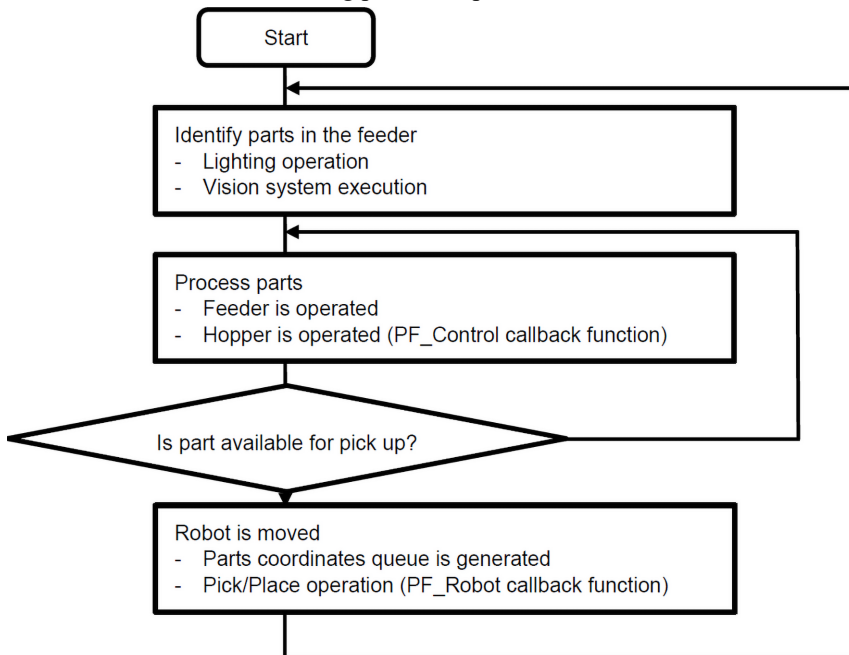 Start
Identify parts in the feeder
- Lighting operation
- Vision system execution
Process parts
- Feeder is operated
- Hopper is operated (PF_Control callback function)
Is part available for pick up?
Robot is moved
- Parts coordinates queue is generated
- Pick/Place operation (PF_Robot callback function)